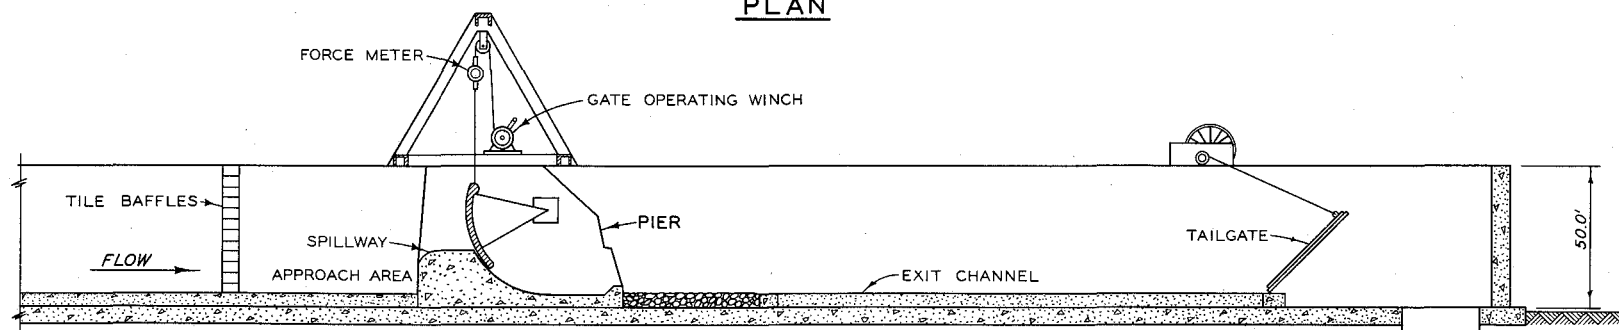 PLAN
FORCE METER
GATE OPERATING WINCH
TILE BAFFLES
PIER
SPILLWAY
TAILGATE
50.0'
FLOW
APPROACH AREA
EXIT CHANNEL